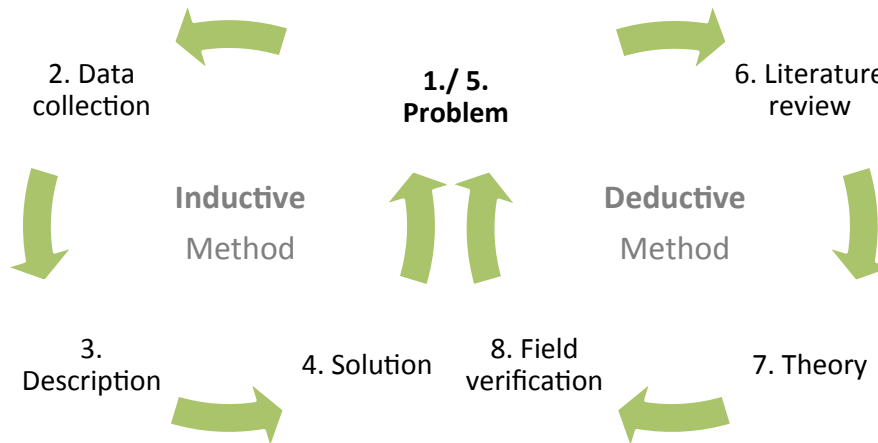 2. Data
collection
1./ 5.
Problem
6. Literature
review
Inductive
Method
Deductive
Method
3.
Description
4. Solution
8. Field
verification
7. Theory